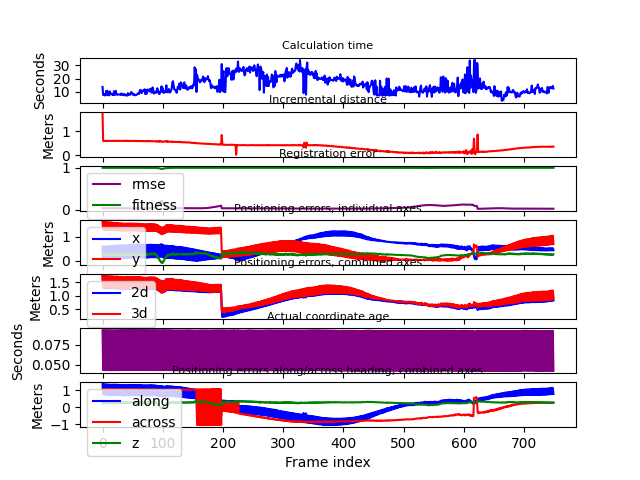 Calculation time
Seconds
30
20
10
Incremental distance
Meters
1
0
Registration error
1
0
rmse
fitness
Positioning errors, individual axes
Meters
1
0
x
y
Positioning errors, combined axes
Meters
1.5
1.0
0.5
2d
3d
Actual coordinate age
Seconds
0.075
0.050
Positioning errors along/across heading, combined axes
Meters
1
0
−1
along
across
z
0 100 200 300 400 500 600 700
Frame index